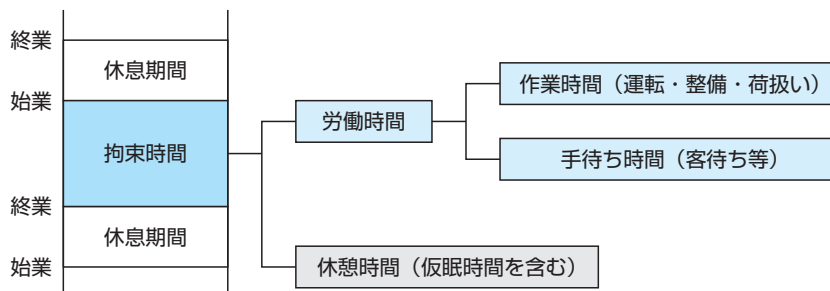 終業
休息期間
始業
拘束時間
終業
休息期間
始業
労働時間
作業時間（運転・整備・荷扱い）
手待ち時間（客待ち等）
休憩時間（仮眠時間を含む）